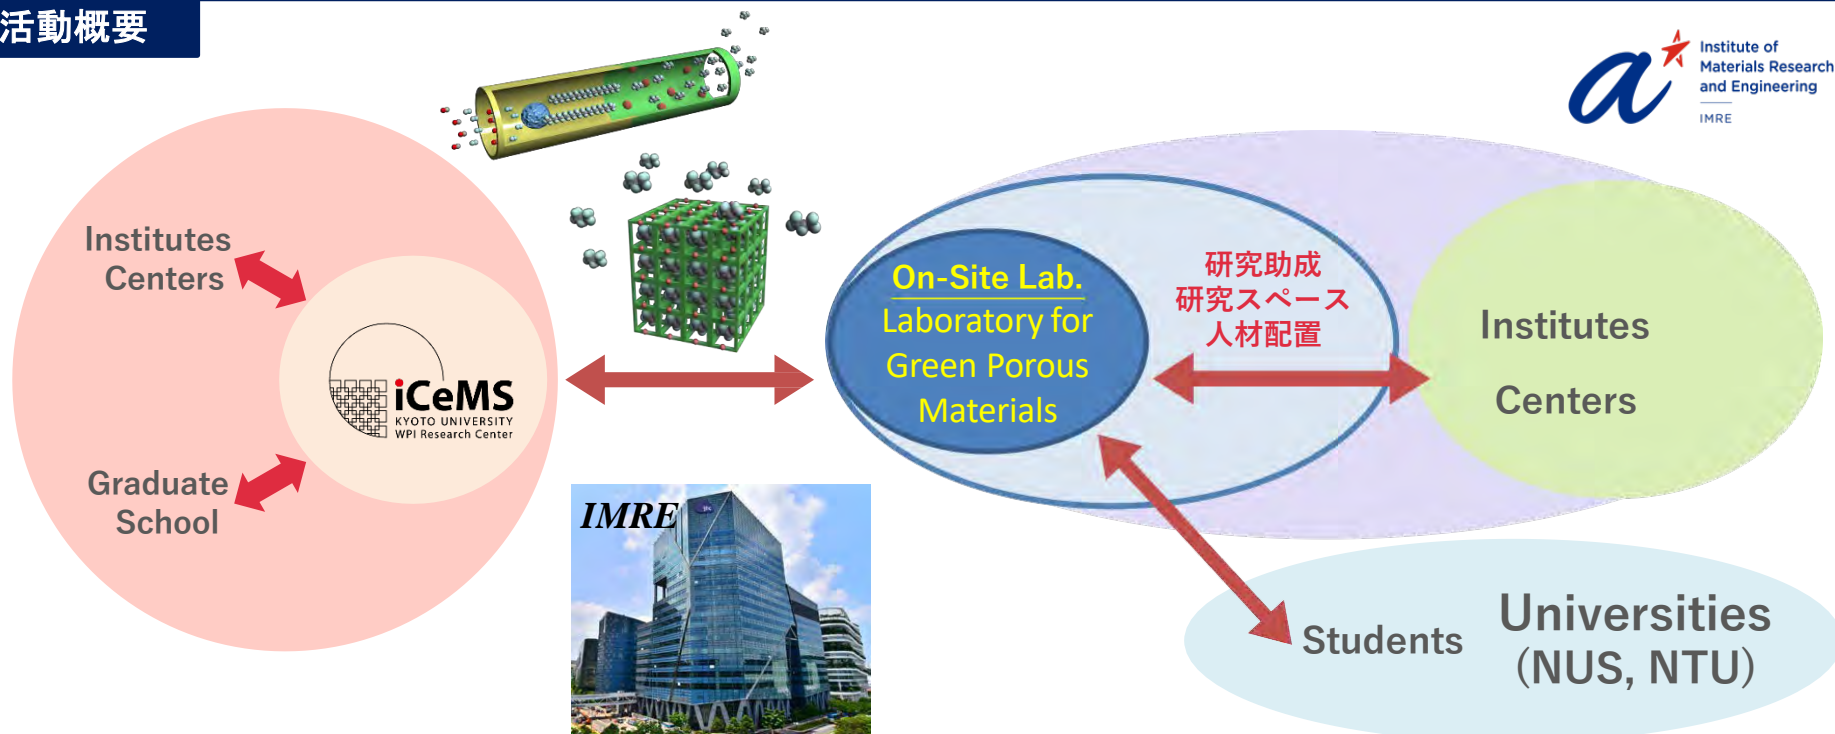 活動概要
Institute of
Materials Research
and Engineering
IMRE
Institutes
Centers
iCeMS
KYOTO UNIVERSITY
WPI Research Center
Graduate
School
On-Site Lab.
Laboratory for
Green Porous
Materials
研究助成
研究スペース
人材配置
Institutes
Centers
IMRE
Students
Universities
(NUS, NTU)